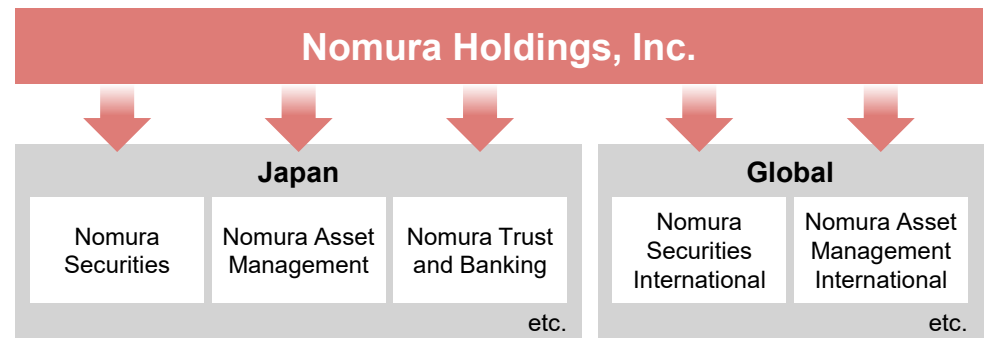 Nomura Holdings, Inc.
Japan
Nomura
Securities
Nomura Asset
Management
Nomura Trust
and Banking
etc.
Global
Nomura
Securities
International
Nomura Asset
Management
International
etc.